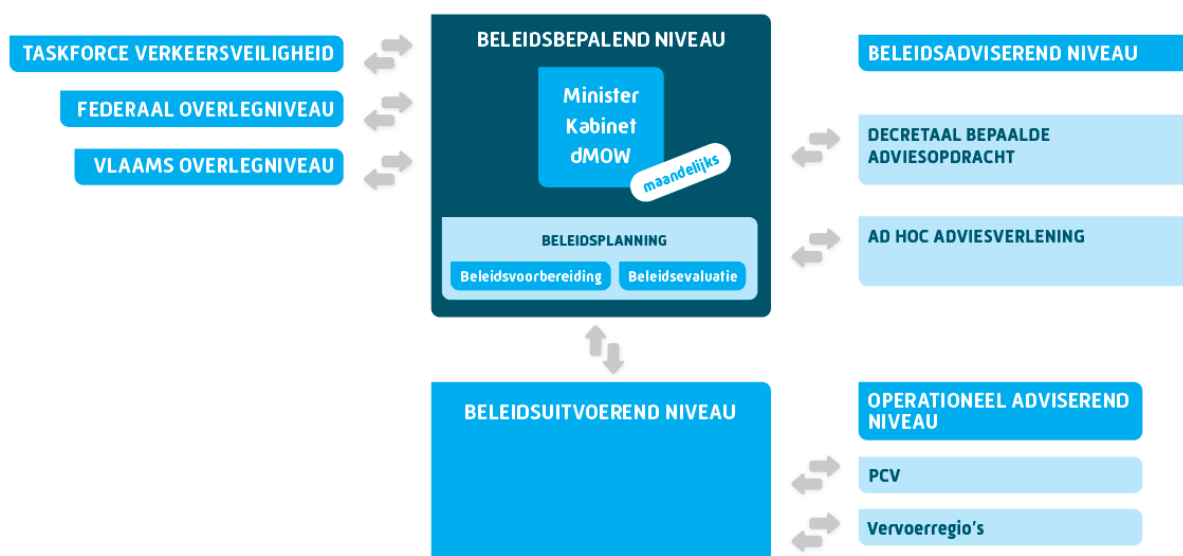 TASKFORCE VERKEERSVEILIGHEID
FEDERAAL OVERLEGNIVEAU
VLAAMS OVERLEGNIVEAU
BELEIDSBEPALEND NIVEAU
Minister
Kabinet
dMOW
maandelijks
BELEIDSPLANNING
Beleidsvoorbereiding
Beleidsevaluatie
BELEIDSADVISEREND NIVEAU
DECRETAAL BEPAALDE
ADVIESOPDRACHT
AD HOC ADVIESVERLENING
BELEIDSUITVOEREND NIVEAU
OPERATIONEEL ADVISEREND
NIVEAU
PCV
Vervoerregio's